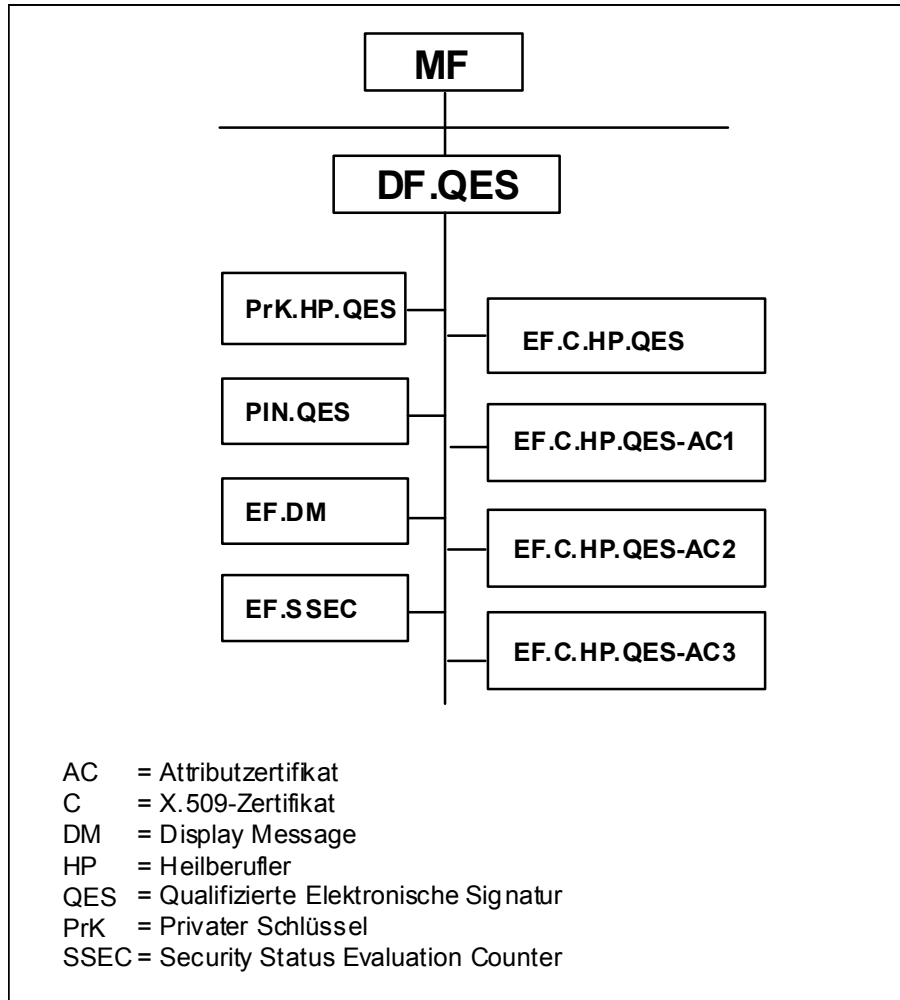 MF
DF.QES
PrK.HP.QES
EF.C.HP.QES
PIN.QES
EF.C.HP.QES-AC1
EF.DM
EF.C.HP.QES-AC2
EF.SSEC
EF.C.HP.QES-AC3
AC = Attributzertifikat
C = X.509-Zertifikat
DM = Display Message
HP = Heilberufler
QES = Qualifizierte Elektronische Signatur
PrK = Privater Schlüssel
SSEC = Security Status Evaluation Counter